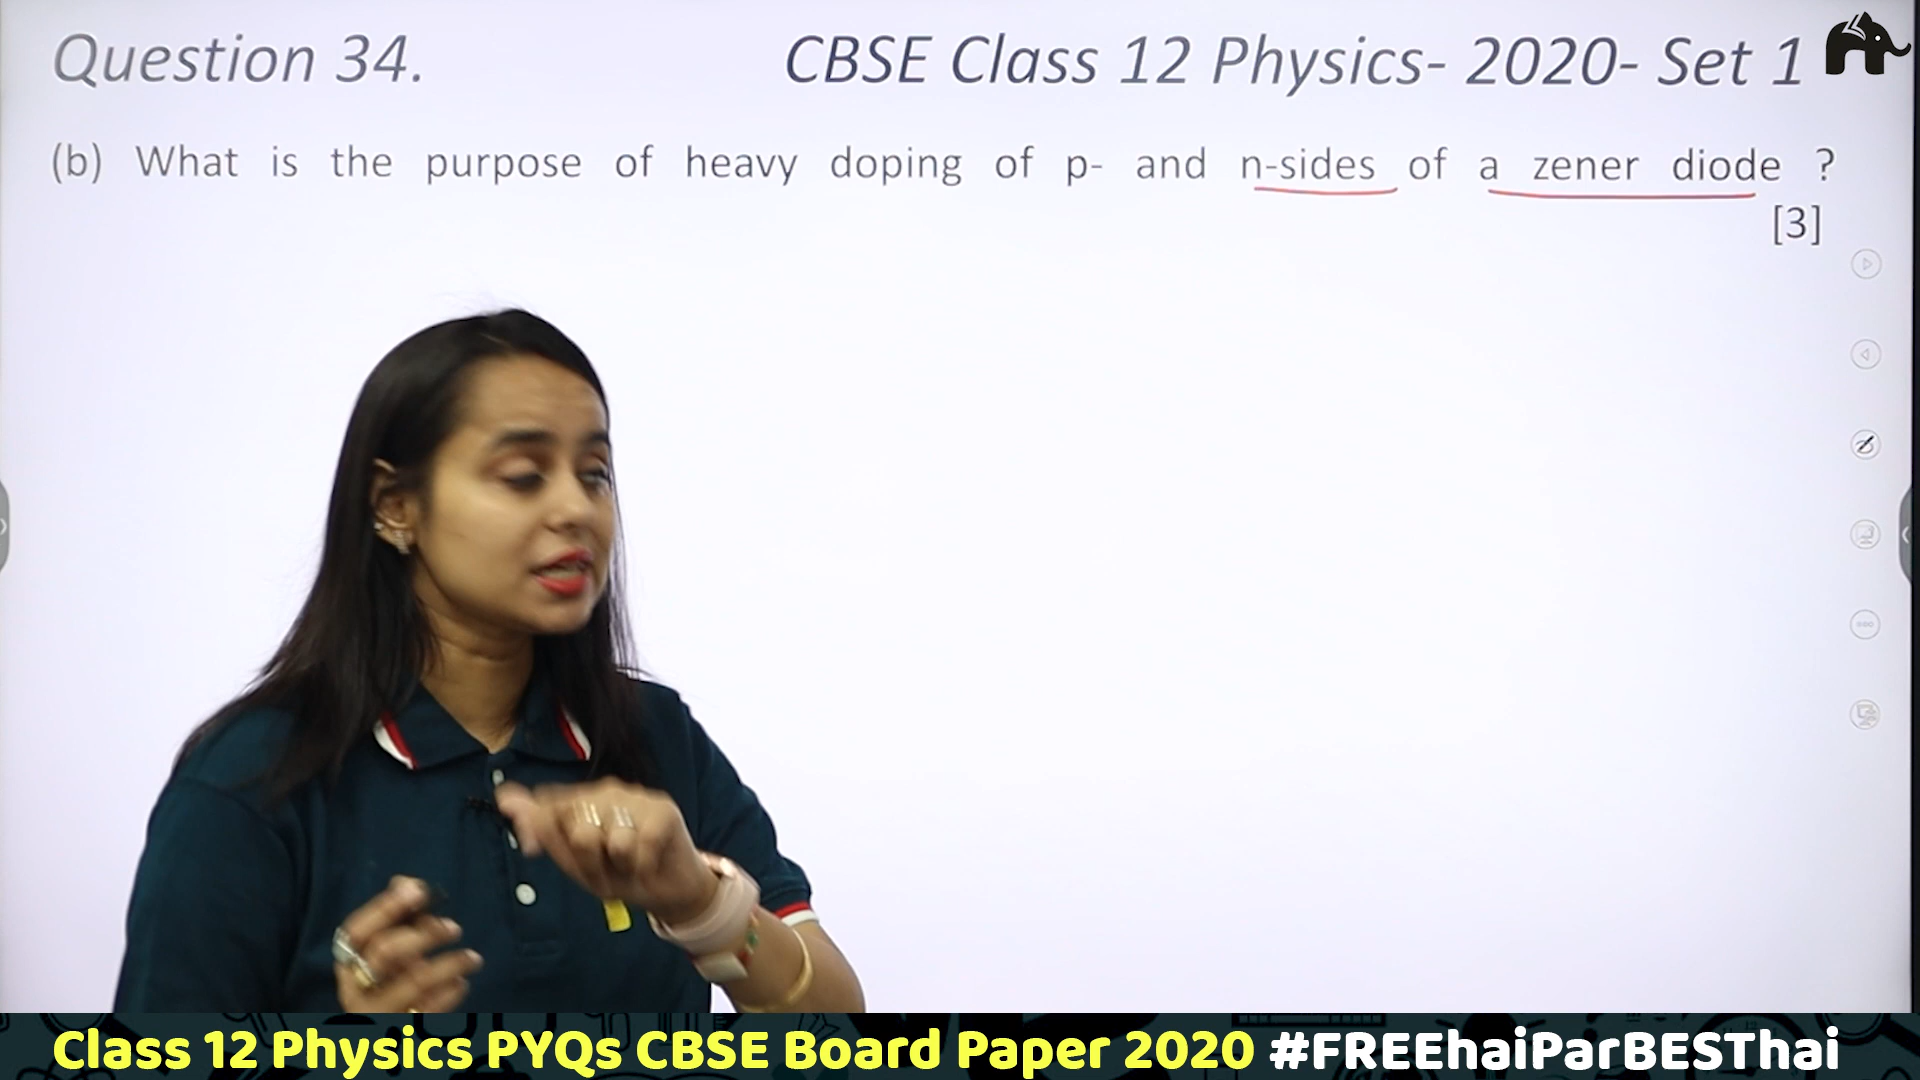 Question 34.
CBSE Class 12 Physics- 2020- Set 1
(b) What is the purpose of heavy doping of p- and n-sides of a zener diode ?
[3]
Class 12 Physics PYQs CBSE Board Paper 2020 #FREEhaiParBESThai